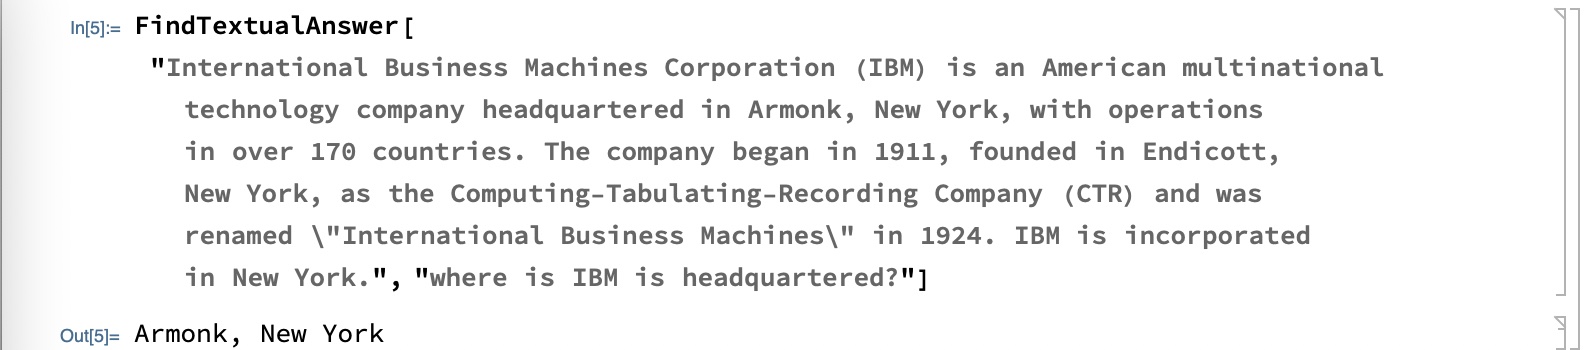 In[5]:= FindTextualAnswer[
"International Business Machines Corporation (IBM) is an American multinational
technology company headquartered in Armonk, New York, with operations
in over 170 countries. The company began in 1911, founded in Endicott,
New York, as the Computing-Tabulating-Recording Company (CTR) and was
renamed \"International Business Machines\" in 1924. IBM is incorporated
in New York.", "where is IBM is headquartered?"]
Out[5]= Armonk, New York